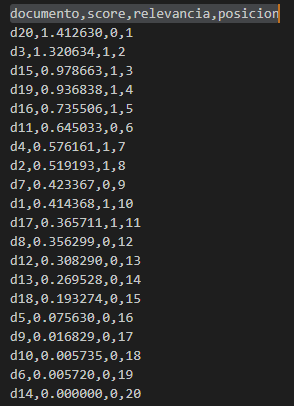 documento,score,relevancia,posicion
d20,1.412630,0,1
d3,1.320634,1,2
d15,0.978663,1,3
d19,0.936838,1,4
d16,0.735506,1,5
d11,0.645033,0,6
d4,0.576161,1,7
d2,0.519193,1,8
d7,0.423367,0,9
d1,0.414368,1,10
d17,0.365711,1,11
d8,0.356299,0,12
d12,0.308290,0,13
d13,0.269528,0,14
d18,0.193274,0,15
d5,0.075630,0,16
d9,0.016829,0,17
d10,0.005735,0,18
d6,0.005720,0,19
d14,0.000000,0,20